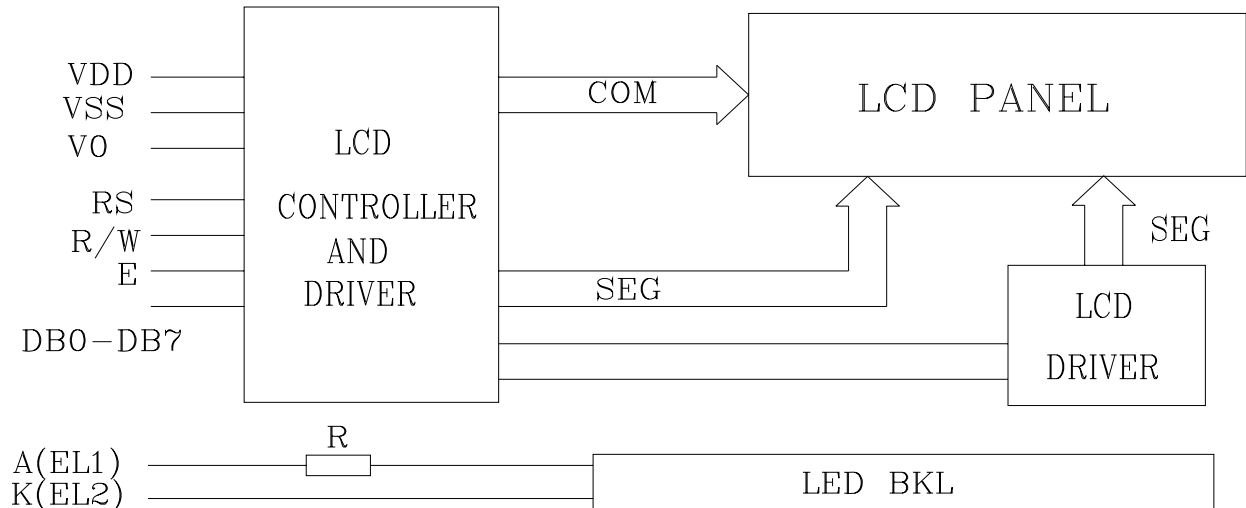 VDD
VSS
V0
RS
R/W
E
DB0-DB7
LCD
CONTROLLER
AND
DRIVER
COM
SEG
LCD PANEL
SEG
LCD
DRIVER
R
A(EL1)
K(EL2)
LED BKL